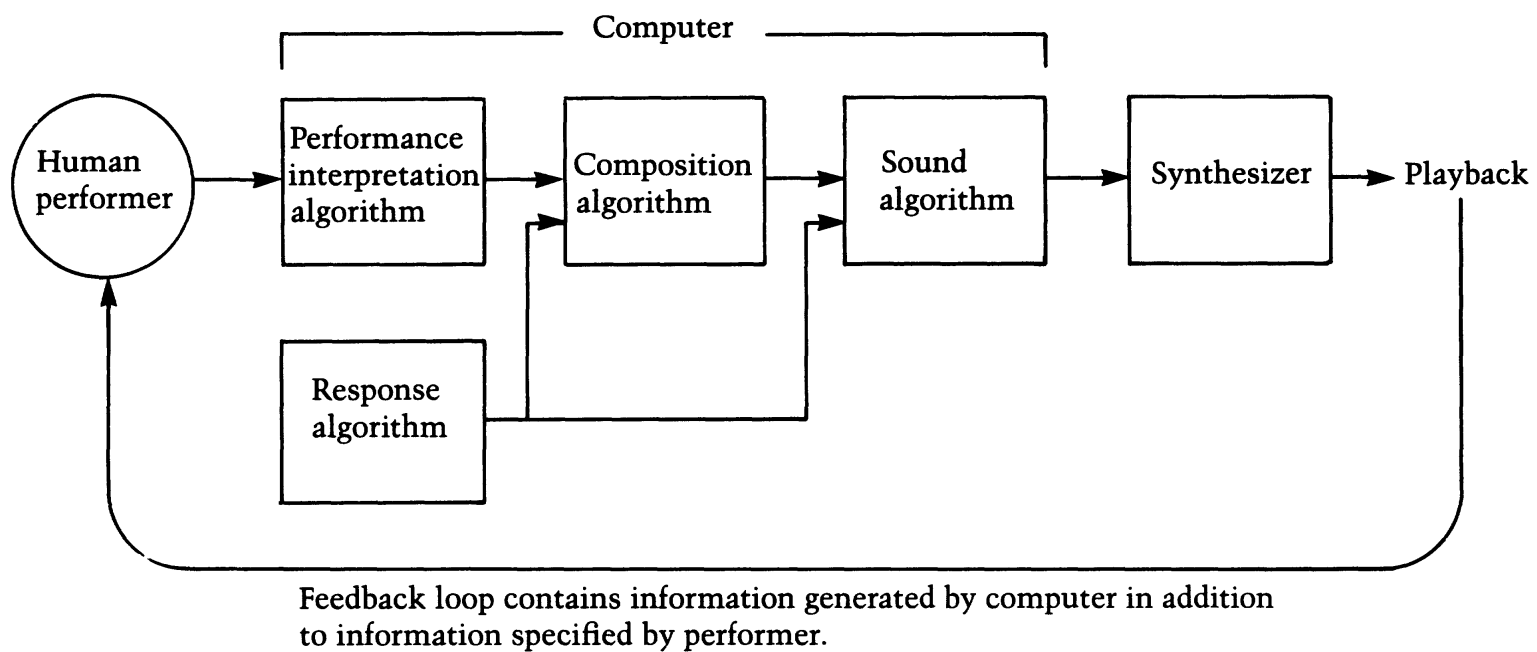 Computer
Human
performer
Performance
interpretation
algorithm
Composition
algorithm
Sound
algorithm
Synthesizer
Playback
Response
algorithm
Feedback loop contains information generated by computer in addition
to information specified by performer.